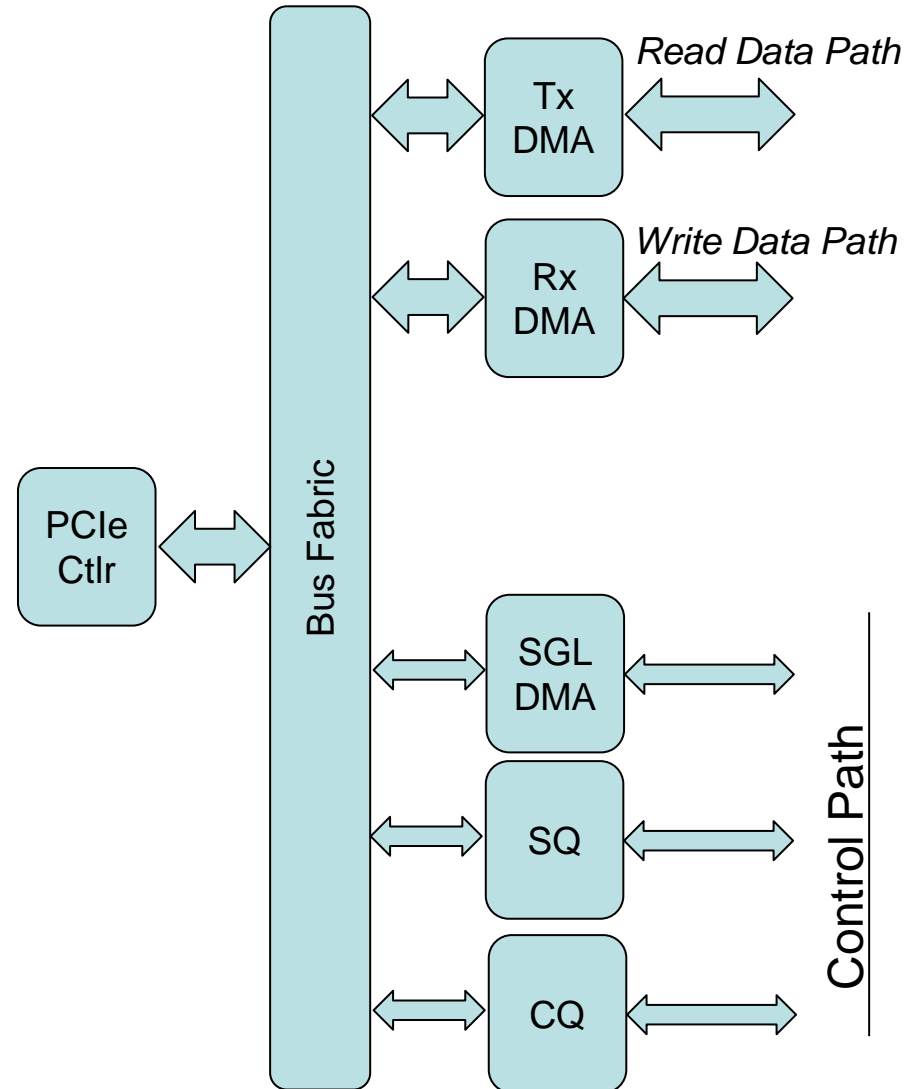 Read Data Path
Tx
DMA
Write Data Path
Rx
DMA
PCIe
Ctlr
Bus Fabric
SGL
DMA
SQ
CQ
Control Path